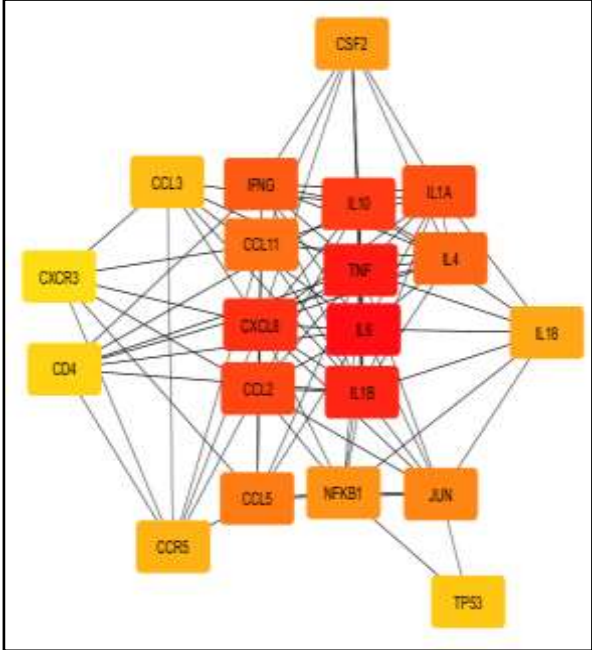 CSF2
CCL3
IFNG
IL10
IL1A
CCL11
IL4
CXCR3
TNF
CXCL8
IL6
IL18
CD4
CCL2
IL1B
CCL5
NFKB1
JUN
CCR5
TP53